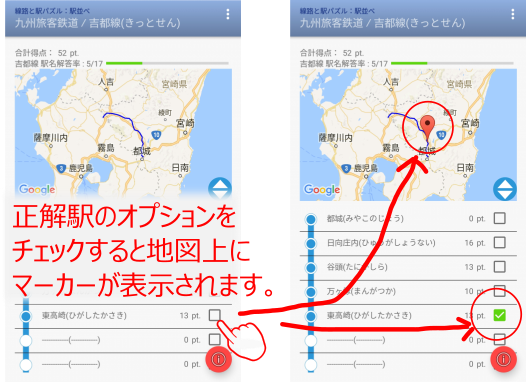 線路と駅パズル：駅並べ
九州旅客鉄道 / 吉都線(きっとせん)
合計得点： 52 pt.
吉都線 駅名解答率 : 5/17
人吉
宮崎県
綾町
宮崎
薩摩川内
霧島
都城
10
3
鹿児島
日南
Google
正解駅のオプションを
チェックすると地図上に
マーカーが表示されます。
東高崎(ひがしたかさき) 13 pt.
———(———) 0 pt.
———(———) 0 pt.
線路と駅パズル：駅並べ
九州旅客鉄道 / 吉都線(きっとせん)
合計得点： 52 pt.
吉都線 駅名解答率 : 5/17
人吉
宮崎県
綾町
宮崎
薩摩川内
霧島
都城
10
3
鹿児島
日南
Google
都城(みやこのじょう) 0 pt.
日向庄内(ひゅうがしょうない) 16 pt.
谷頭(たにがしら) 13 pt.
万ヶ塚(まんがつか) 10 pt.
東高崎(ひがしたかさき) 13 pt.
———(———) 0 pt.
———(———) 0 pt.